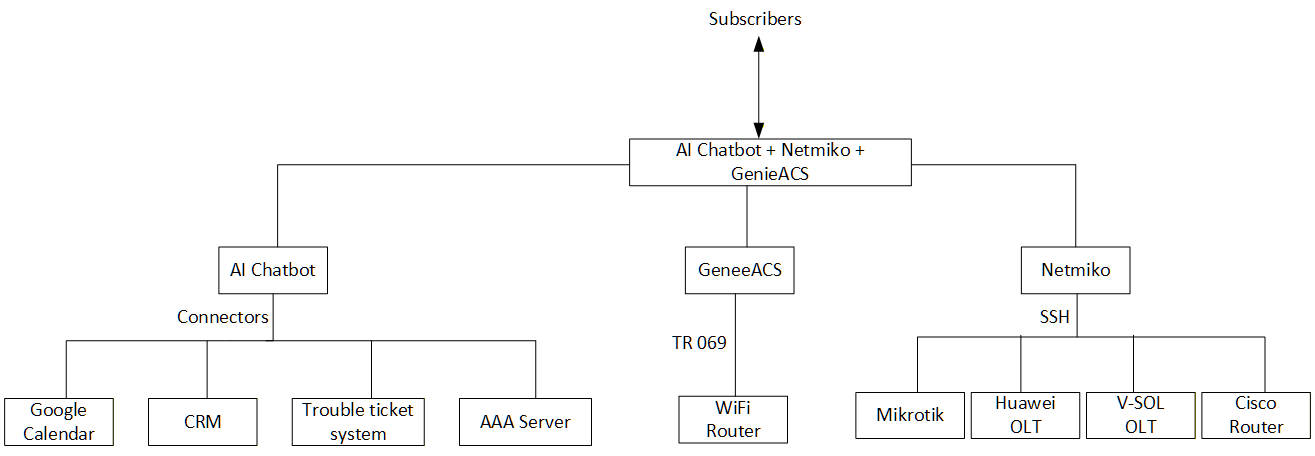 Subscribers
AI Chatbot + Netmiko +
GenieACS
AI Chatbot
GeneeACS
Netmiko
Connectors
TR 069
SSH
Google
Calendar
CRM
Trouble ticket
system
AAA Server
WiFi
Router
Mikrotik
Huawei
OLT
V-SOL
OLT
Cisco
Router